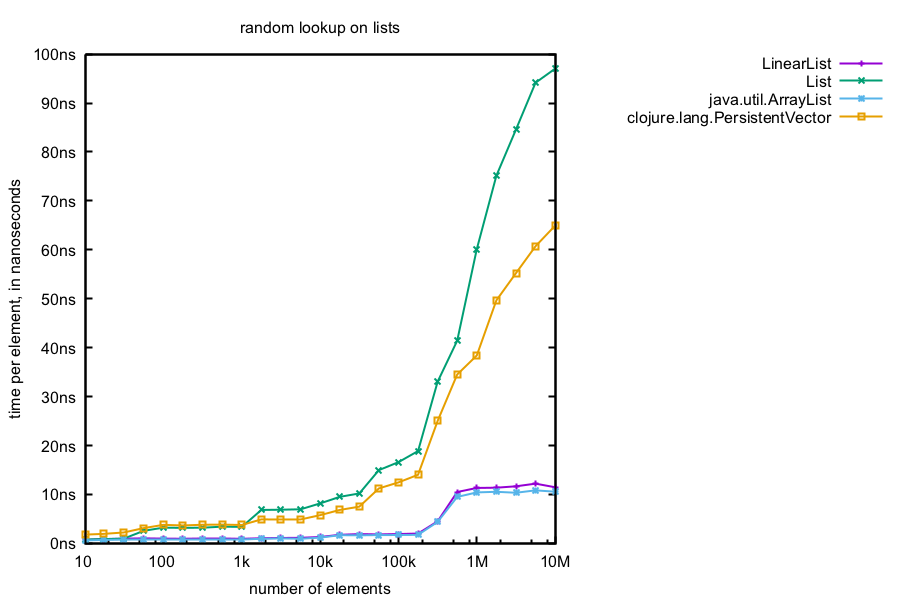 random lookup on lists
100ns
90ns
80ns
70ns
60ns
50ns
40ns
30ns
20ns
10ns
0ns
10
100
1k
10k
100k
1M
10M
time per element, in nanoseconds
number of elements
LinearList
List
java.util.ArrayList
clojure.lang.PersistentVector